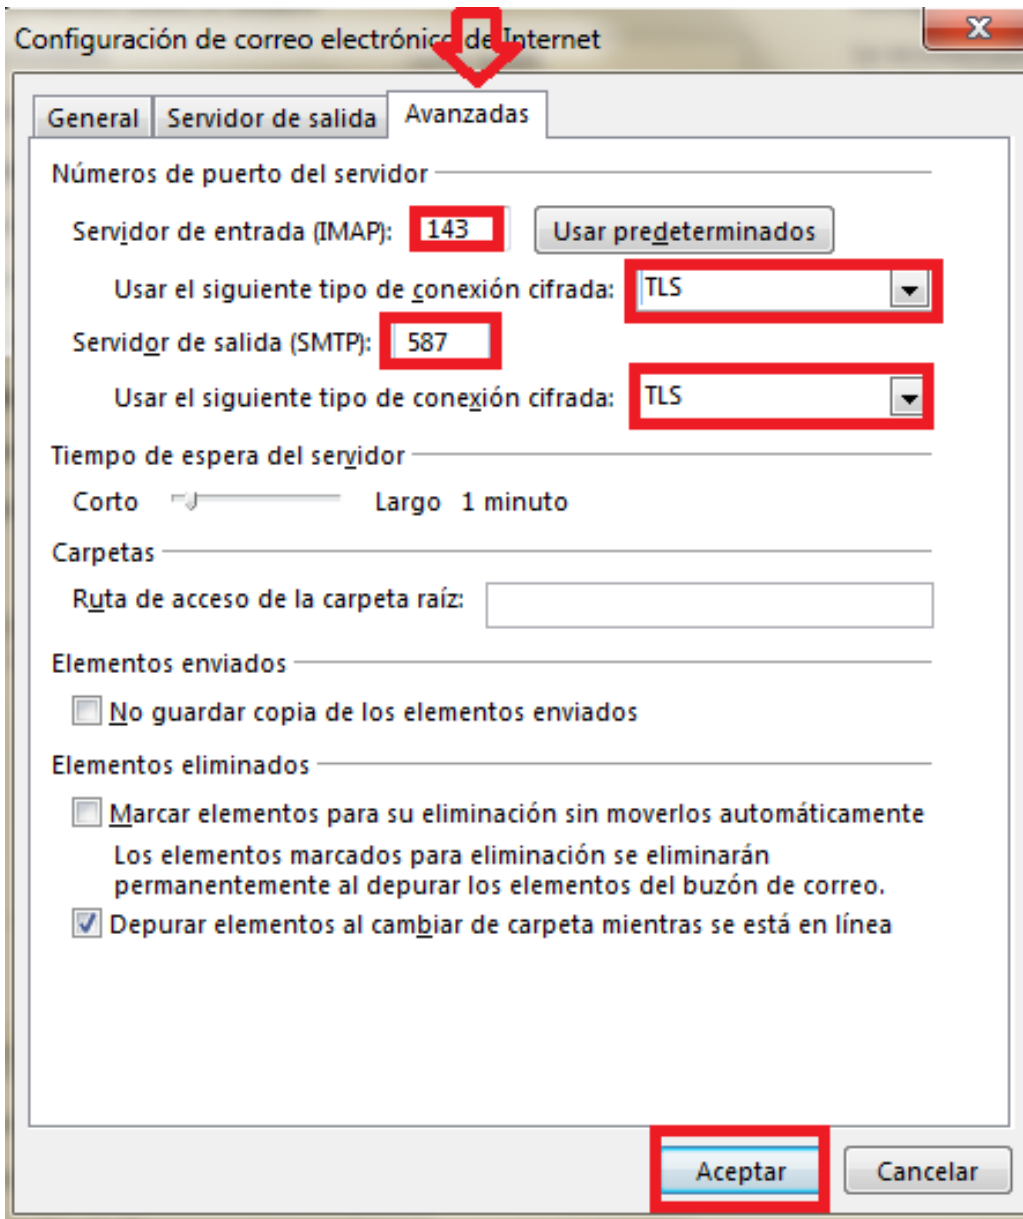 Configuración de correo electrónico de Internet
x
General Servidor de salida Avanzadas
Números de puerto del servidor
Servidor de entrada (IMAP): 143 Usar predeterminados
Usar el siguiente tipo de conexión cifrada: TLS
Servidor de salida (SMTP): 587
Usar el siguiente tipo de conexión cifrada: TLS
Tiempo de espera del servidor
Corto Largo 1 minuto
Carpetas
Ruta de acceso de la carpeta raíz:
Elementos enviados
No guardar copia de los elementos enviados
Elementos eliminados
Marcar elementos para su eliminación sin moverlos automáticamente
Los elementos marcados para eliminación se eliminarán
permanentemente al depurar los elementos del buzón de correo.
Depurar elementos al cambiar de carpeta mientras se está en línea
Aceptar Cancelar